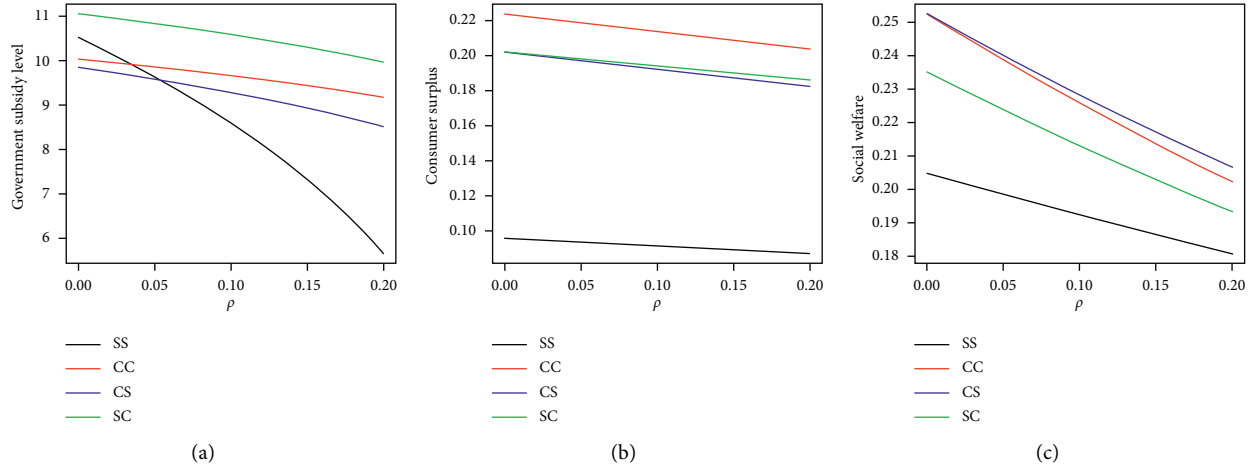 Government subsidy level
11
10
9
8
7
6
0.00 0.05 0.10 0.15 0.20
ρ
SS
CC
CS
SC
(a)
Consumer surplus
0.22
0.20
0.18
0.16
0.14
0.12
0.10
0.00 0.05 0.10 0.15 0.20
ρ
SS
CC
CS
SC
(b)
Social welfare
0.25
0.24
0.23
0.22
0.21
0.20
0.19
0.18
0.00 0.05 0.10 0.15 0.20
ρ
SS
CC
CS
SC
(c)